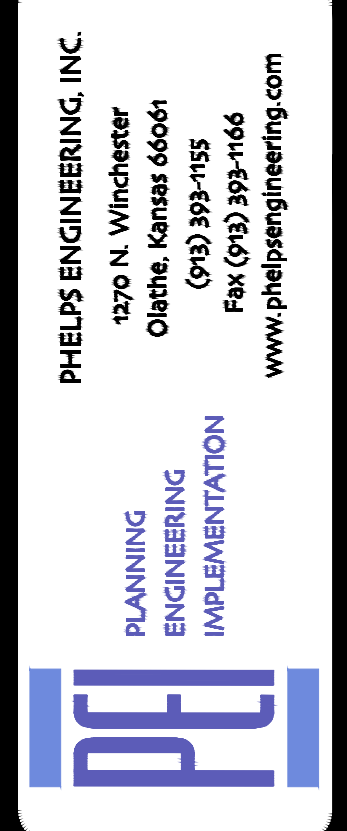 PEI
PLANNING
ENGINEERING
IMPLEMENTATION
PHELPS ENGINEERING, INC.
1270 N. Winchester
Olathe, Kansas 66061
(913) 393-1155
Fax (913) 393-1166
www.phelpsengineering.com